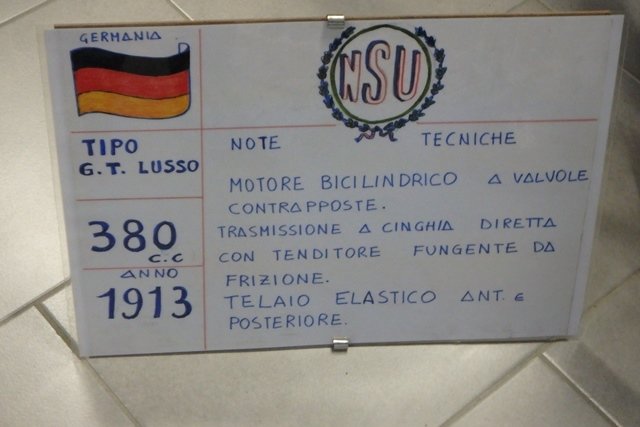 GERMANIA
D
NSU
TIPO
G.T. LUSSO
380
C.C
ANNO
1913
NOTE TECNICHE
MOTORE BICILINDRICO A VALVOLE
CONTRAPPOSTE.
TRASMISSIONE A CINGHIA DIRETTA
CON TENDITORE FUNGENTE DA
FRIZIONE.
TELAIO ELASTICO ANT. E
POSTERIORE.